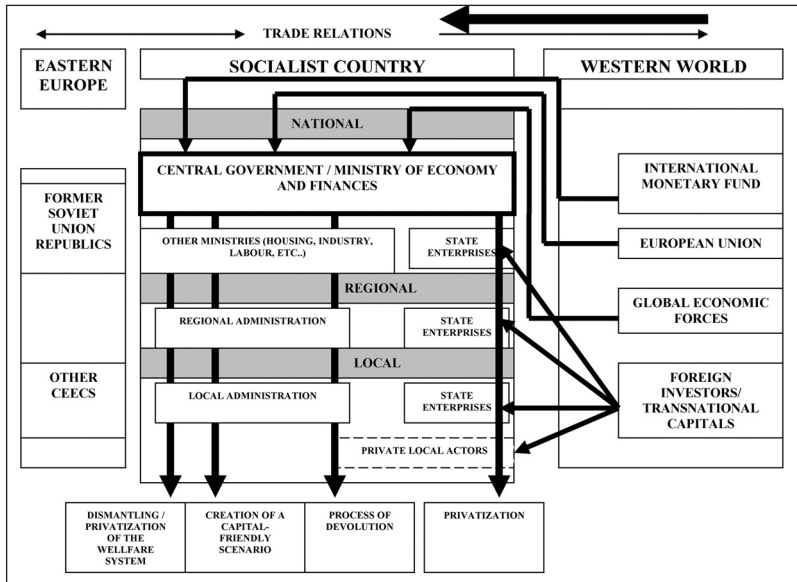 TRADE RELATIONS
EASTERN
EUROPE
SOCIALIST COUNTRY
WESTERN WORLD
NATIONAL
CENTRAL GOVERNMENT / MINISTRY OF ECONOMY
AND FINANCES
INTERNATIONAL
MONETARY FUND
FORMER
SOVIET
UNION
REPUBLICS
OTHER MINISTRIES (HOUSING, INDUSTRY,
LABOUR, ETC..)
STATE
ENTERPRISES
EUROPEAN UNION
REGIONAL
REGIONAL ADMINISTRATION
STATE
ENTERPRISES
GLOBAL ECONOMIC
FORCES
LOCAL
OTHER
CEECS
LOCAL ADMINISTRATION
STATE
ENTERPRISES
FOREIGN
INVESTORS/
TRANSNATIONAL
CAPITALS
PRIVATE LOCAL ACTORS
DISMANTLING /
PRIVATIZATION
OF THE
WELLFARE
SYSTEM
CREATION OF A
CAPITAL-
FRIENDLY
SCENARIO
PROCESS OF
DEVOLUTION
PRIVATIZATION